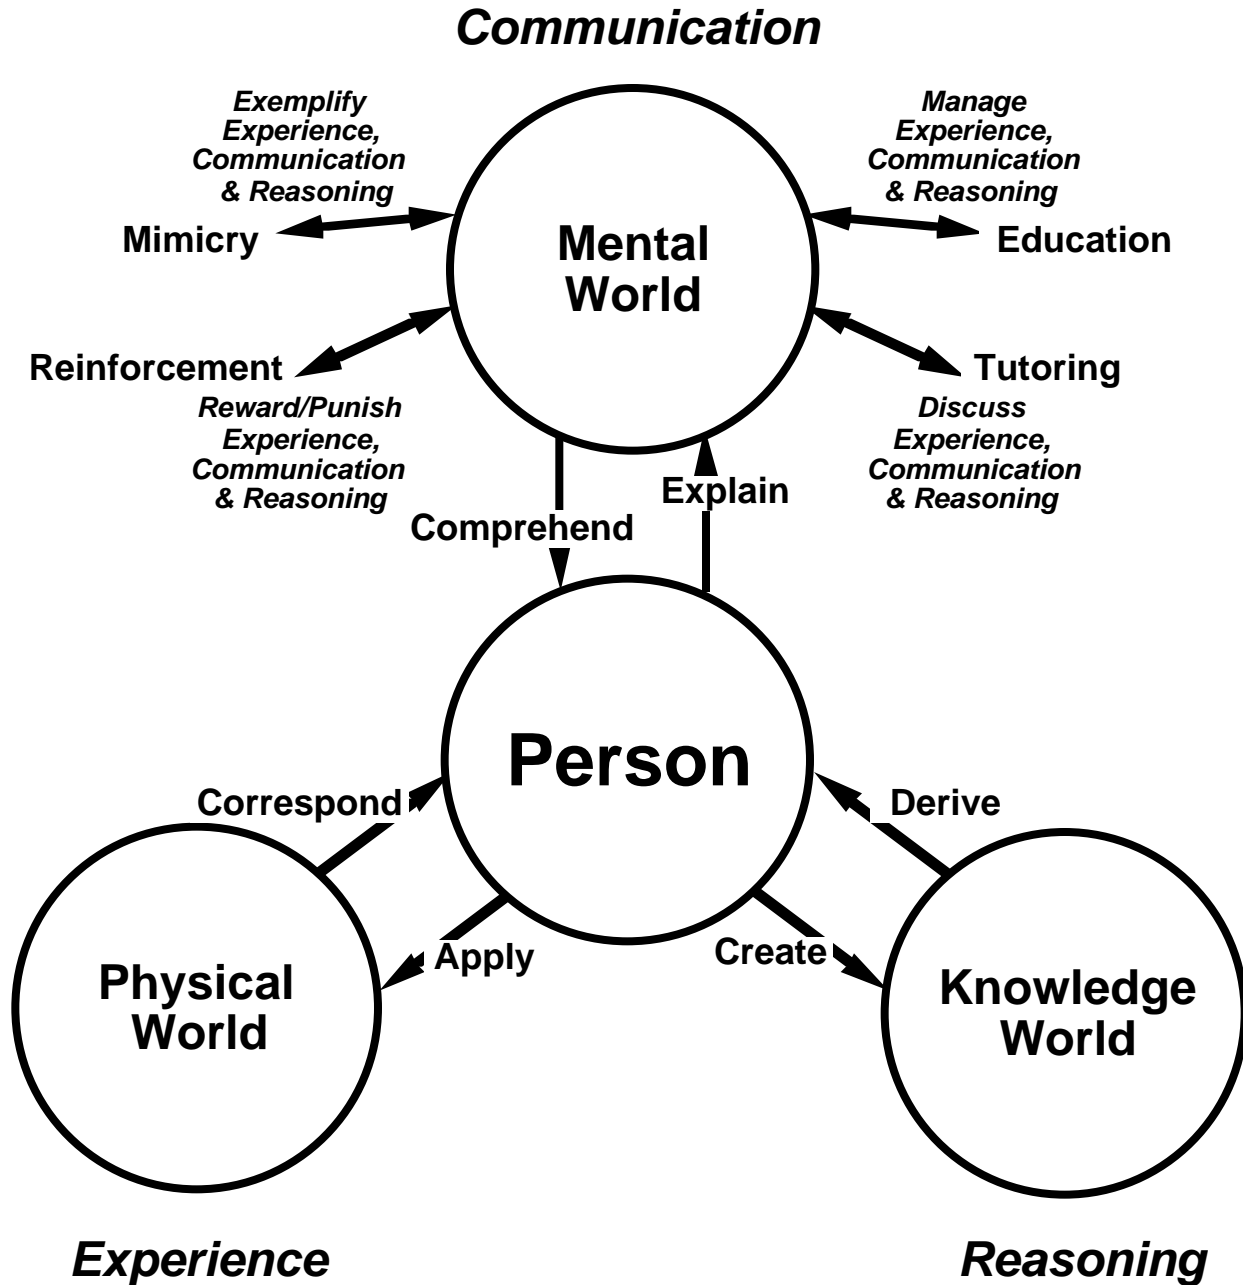 Communication
Exemplify
Experience,
Communication
& Reasoning
Mimicry
Manage
Experience,
Communication
& Reasoning
Education
Mental
World
Reinforcement
Reward/Punish
Experience,
Communication
& Reasoning
Tutoring
Discuss
Experience,
Communication
& Reasoning
Explain
Comprehend
Person
Correspond
Derive
Apply
Create
Physical
World
Knowledge
World
Experience
Reasoning